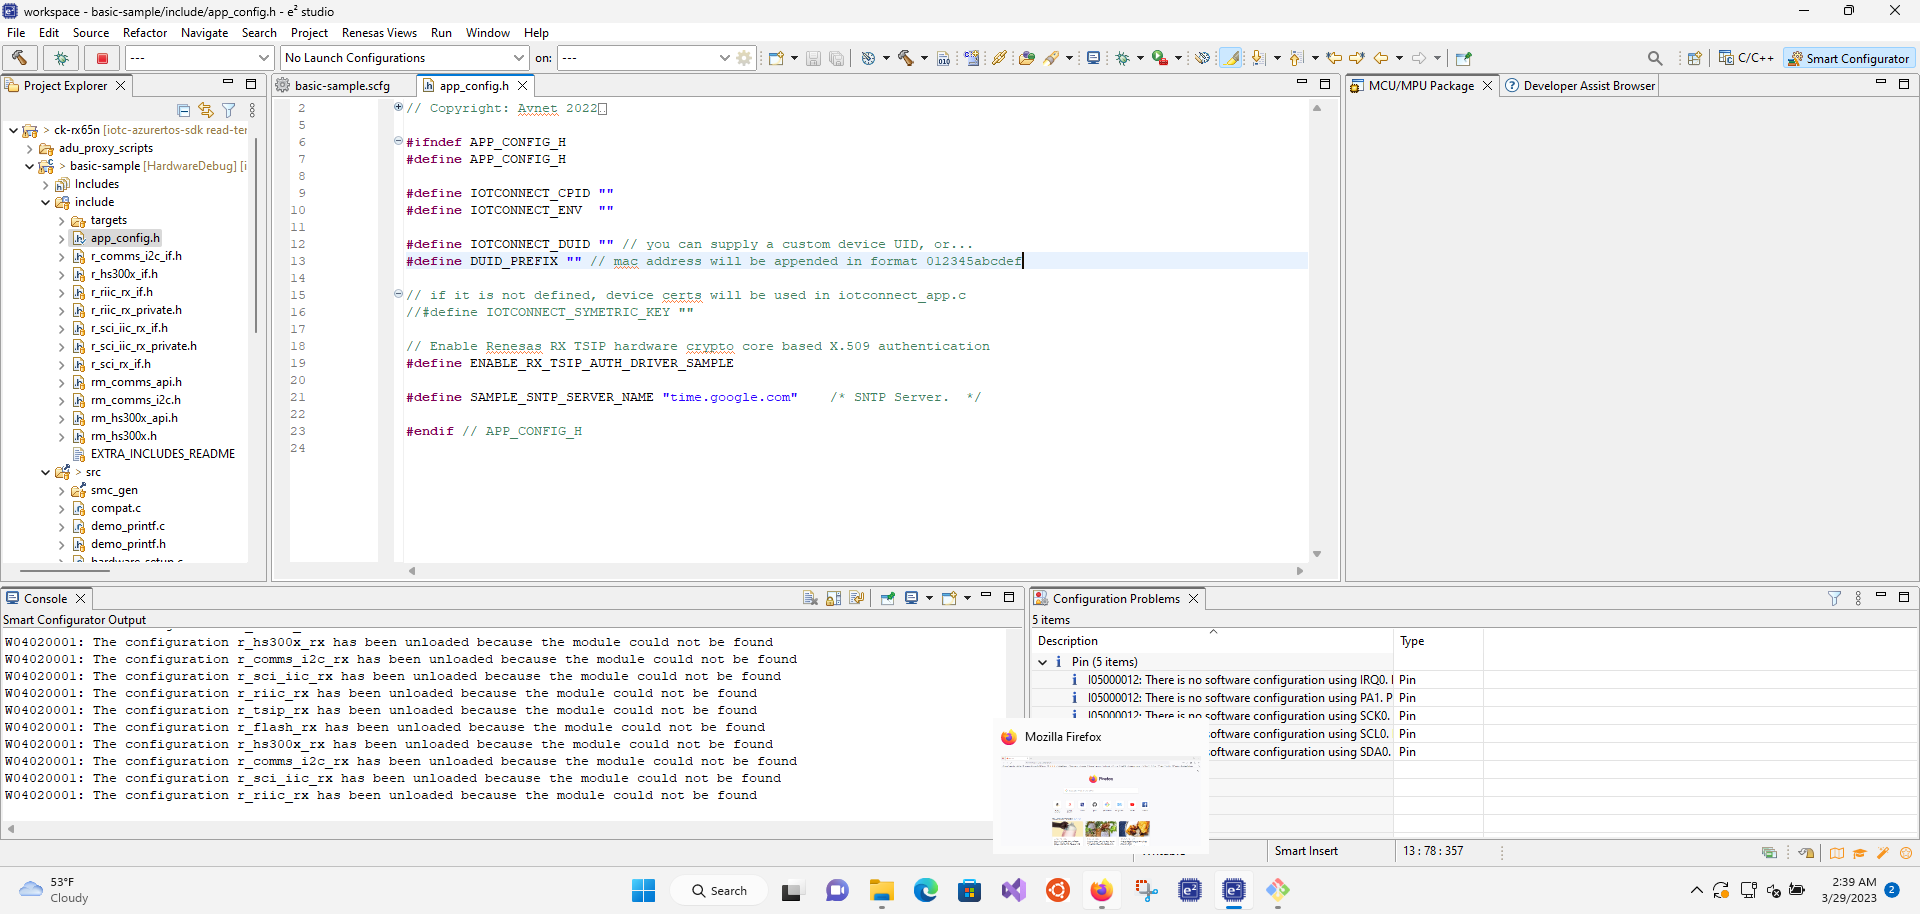 workspace - basic-sample/include/app_config.h - e² studio
File Edit Source Refactor Navigate Search Project Renesas Views Run Window Help
--- No Launch Configurations on: --- C/C++ Smart Configurator
Project Explorer
basic-sample.scfg
app_config.h
MCU/MPU Package
Developer Assist Browser
> ck-rx65n [iotc-azurertos-sdk read-ter
adu_proxy_scripts
> basic-sample [HardwareDebug] [i
Includes
include
targets
app_config.h
r_comms_i2c_if.h
r_hs300x_if.h
r_riic_rx_if.h
r_riic_rx_private.h
r_sci_iic_rx_if.h
r_sci_iic_rx_private.h
r_sci_rx_if.h
rm_comms_api.h
rm_comms_i2c.h
rm_hs300x_api.h
rm_hs300x.h
EXTRA_INCLUDES_README
> src
smc_gen
compat.c
demo_printf.c
demo_printf.h
hardware_setup.c
2 // Copyright: Avnet 2022
5
6 #ifndef APP_CONFIG_H
7 #define APP_CONFIG_H
8
9 #define IOTCONNECT_CPID ""
10 #define IOTCONNECT_ENV ""
11
12 #define IOTCONNECT_DUID "" // you can supply a custom device UID, or...
13 #define DUID_PREFIX "" // mac address will be appended in format 012345abcdef
14
15 // if it is not defined, device certs will be used in iotconnect_app.c
16 //#define IOTCONNECT_SYMETRIC_KEY ""
17
18 // Enable Renesas RX TSIP hardware crypto core based X.509 authentication
19 #define ENABLE_RX_TSIP_AUTH_DRIVER_SAMPLE
20
21 #define SAMPLE_SNTP_SERVER_NAME "time.google.com" /* SNTP Server. */
22
23 #endif // APP_CONFIG_H
24
Console
Smart Configurator Output
W04020001: The configuration r_hs300x_rx has been unloaded because the module could not be found
W04020001: The configuration r_comms_i2c_rx has been unloaded because the module could not be found
W04020001: The configuration r_sci_iic_rx has been unloaded because the module could not be found
W04020001: The configuration r_riic_rx has been unloaded because the module could not be found
W04020001: The configuration r_tsip_rx has been unloaded because the module could not be found
W04020001: The configuration r_flash_rx has been unloaded because the module could not be found
W04020001: The configuration r_hs300x_rx has been unloaded because the module could not be found
W04020001: The configuration r_comms_i2c_rx has been unloaded because the module could not be found
W04020001: The configuration r_sci_iic_rx has been unloaded because the module could not be found
W04020001: The configuration r_riic_rx has been unloaded because the module could not be found
Configuration Problems
5 items
Description Type
Pin (5 items)
I05000012: There is no software configuration using IRQ0. Pin
I05000012: There is no software configuration using PA1. P Pin
I05000012: There is no software configuration using SCK0. Pin
software configuration using SCL0. Pin
software configuration using SDA0. Pin
Mozilla Firefox
Firefox
Smart Insert
13 : 78 : 357
53°F
Cloudy
Search
2:39 AM
3/29/2023
2